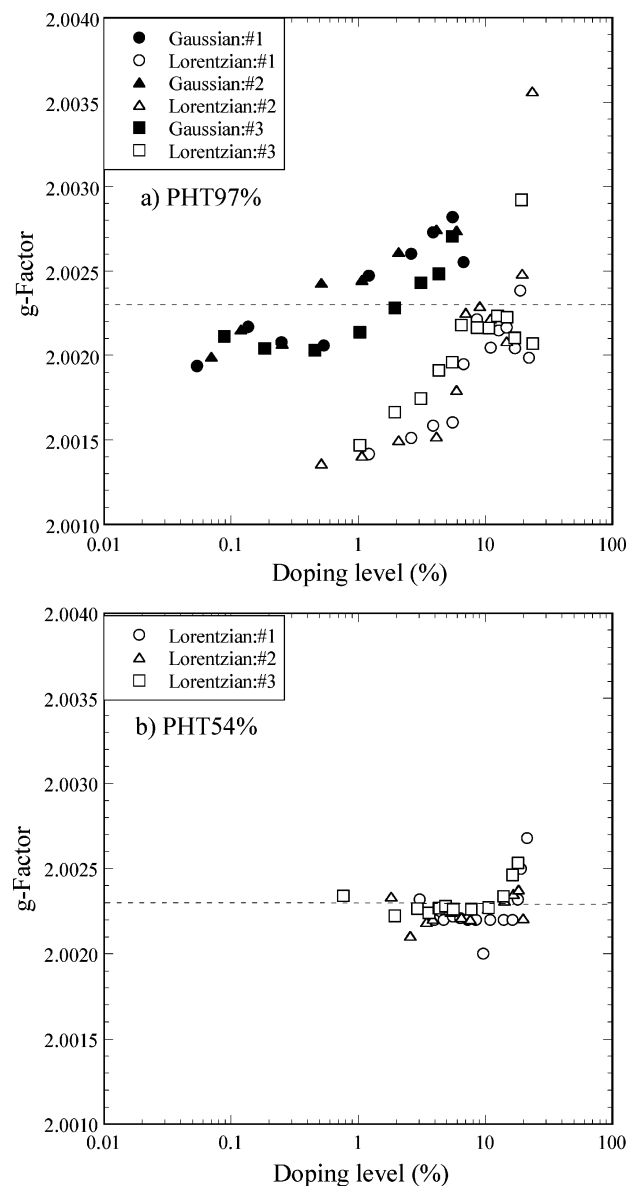 2.0040
Gaussian:#1
Lorentzian:#1
2.0035
Gaussian:#2
Lorentzian:#2
Gaussian:#3
Lorentzian:#3
2.0030
a) PHT97%
2.0025
g-Factor
2.0020
2.0015
2.0010
0.01 0.1 1 10 100
Doping level (%)
2.0040
Lorentzian:#1
Lorentzian:#2
2.0035
Lorentzian:#3
b) PHT54%
2.0030
2.0025
g-Factor
2.0020
2.0015
2.0010
0.01 0.1 1 10 100
Doping level (%)